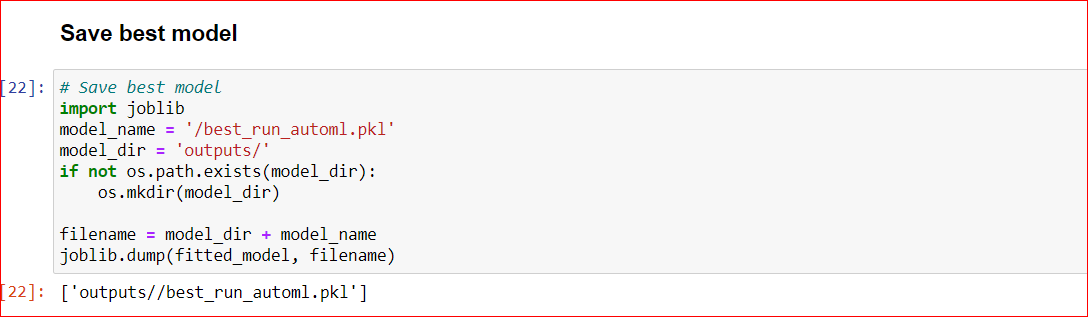 Save best model
[22]: # Save best model
import joblib
model_name = '/best_run_automl.pkl'
model_dir = 'outputs/'
if not os.path.exists(model_dir):
    os.mkdir(model_dir)
filename = model_dir + model_name
joblib.dump(fitted_model, filename)
[22]: ['outputs//best_run_automl.pkl']